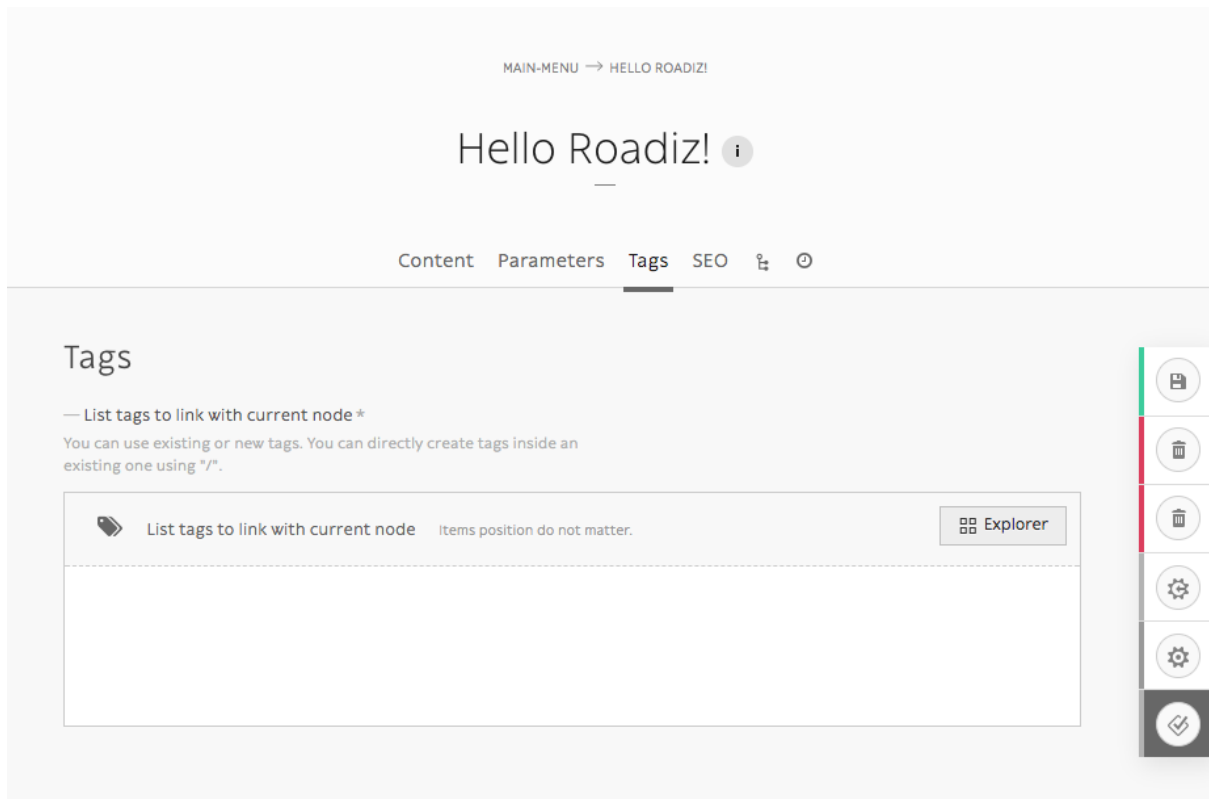 MAIN-MENU → HELLO ROADIZ!
Hello Roadiz! i
Content Parameters Tags SEO
Tags
— List tags to link with current node *
You can use existing or new tags. You can directly create tags inside an
existing one using "/".
List tags to link with current node Items position do not matter. Explorer